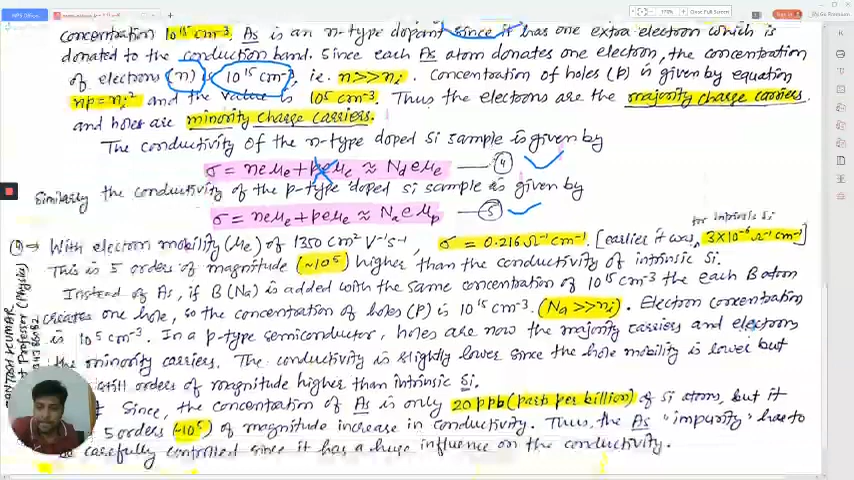 concentration 10¹⁵ cm⁻³. As is an n-type dopant since it has one extra electron which is
donated to the conduction band. Since each As atom donates one electron, the concentration
of electrons (n) is 10¹⁵ cm⁻³, i.e. n>>ni. Concentration of holes (P) is given by equation
np=ni² and the value is 10⁵ cm⁻³. Thus the electrons are the majority charge carriers
and holes are minority charge carriers.
The conductivity of the n-type doped Si sample is given by
σ = neμe + peμe ≈ Nd eμe —④
Similarly the conductivity of the p-type doped Si sample is given by
σ = neμe + peμe ≈ Na eμp —⑤
for intrinsic Si
⇒ With electron mobility (μe) of 1350 cm² V⁻¹s⁻¹, σ = 0.216 Ω⁻¹cm⁻¹. [earlier it was 3×10⁻⁶ Ω⁻¹cm⁻¹]
This is 5 orders of magnitude (~10⁵) higher than the conductivity of intrinsic Si.
Instead of As, if B (Na) is added with the same concentration of 10¹⁵ cm⁻³ the each B atom
creates one hole, so the concentration of holes (P) is 10¹⁵ cm⁻³. (Na >>ni). Electron concentration
is 10⁵ cm⁻³. In a p-type semiconductor, holes are now the majority carriers and electrons
the minority carriers. The conductivity is slightly lower since the hole mobility is lower but
still orders of magnitude higher than intrinsic Si.
Since, the concentration of As is only 20 ppb (parts per billion) of Si atoms, but it
5 orders (~10⁵) of magnitude increase in conductivity. Thus the As "impurity" has to
be carefully controlled since it has a huge influence on the conductivity.